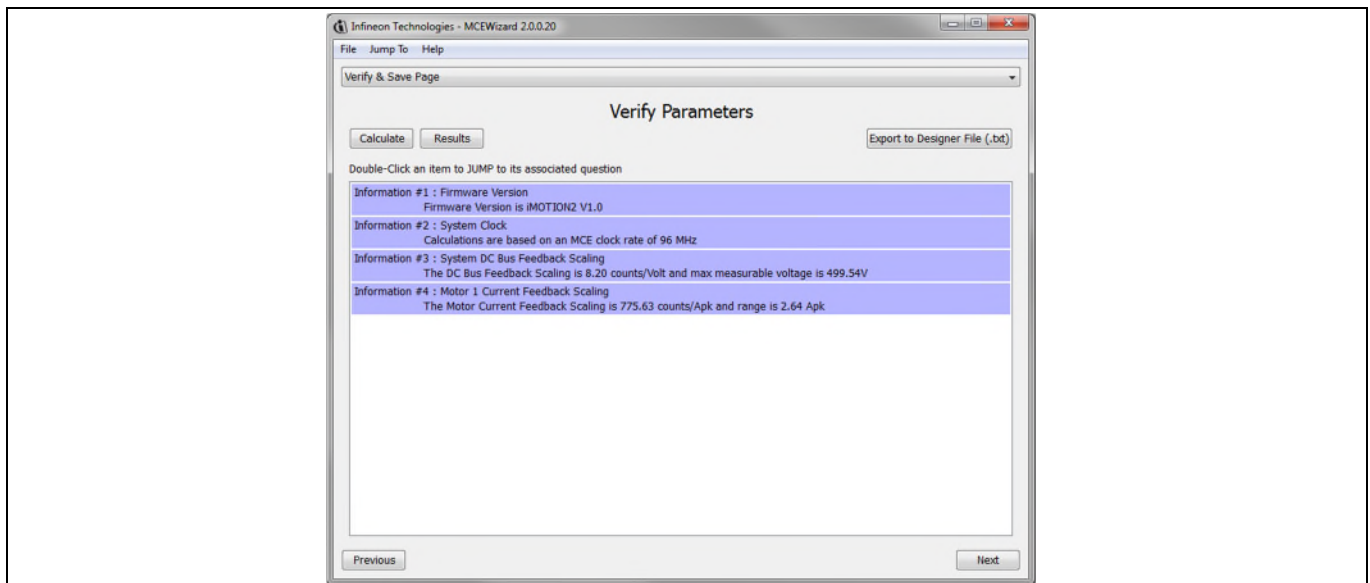 Infineon Technologies - MCEWizard 2.0.0.20
File Jump To Help
Verify & Save Page
Verify Parameters
Calculate Results Export to Designer File (.txt)
Double-Click an item to JUMP to its associated question
Information #1 : Firmware Version
Firmware Version is iMOTION2 V1.0
Information #2 : System Clock
Calculations are based on an MCE clock rate of 96 MHz
Information #3 : System DC Bus Feedback Scaling
The DC Bus Feedback Scaling is 8.20 counts/Volt and max measurable voltage is 499.54V
Information #4 : Motor 1 Current Feedback Scaling
The Motor Current Feedback Scaling is 775.63 counts/Apk and range is 2.64 Apk
Previous Next